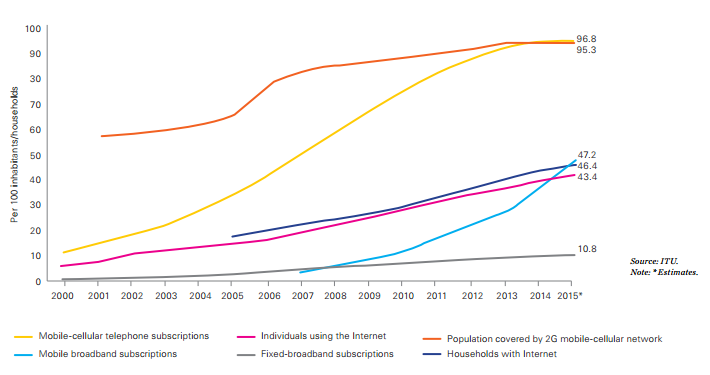 Per 100 inhabitants/households
100
90
30
70
60
50
40
30
20
10
0
96.8
95.3
47.2
46.4
43.4
10.8
2000 2001 2002 2003 2004 2005 2006 2007 2008 2009 2010 2011 2012 2013 2014 2015*
Source: ITU.
Note: *Estimates.
Mobile-cellular telephone subscriptions
Individuals using the Internet
Population covered by 2G mobile-cellular network
Mobile broadband subscriptions
Fixed-broadband subscriptions
Households with Internet